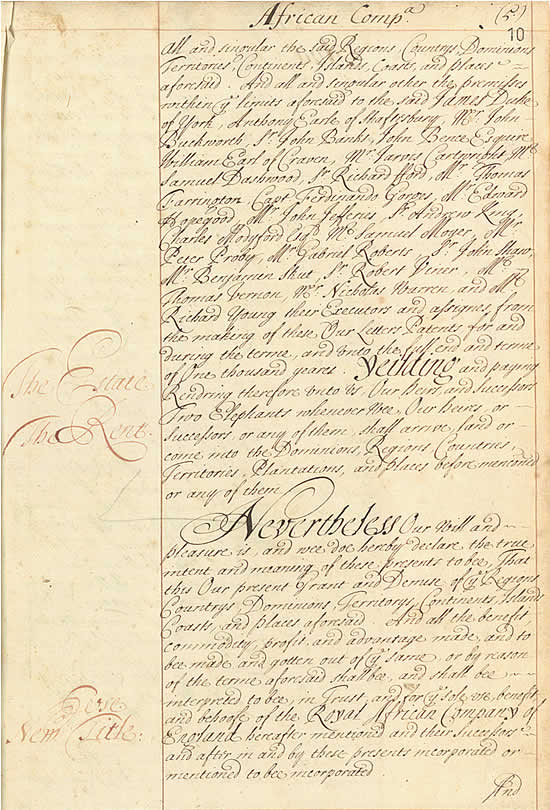 African Comp.ª
(5.)
10
All and singular the said Regions Countrys, Dominions
Territories, Continents, Islands, Coasts, and places
aforesaid. And all and singular other the premisses
within yͤ limits aforesaid to the said James Duke
of York, Anthony Earle of Shaftesbury, Mr. John
Buckworth, Sr. John Banks, John Bence Esquire
William Earl of Craven, Mr. Jarvis Cartwright, Mr.
Samuel Dashwood, Sr. Richard fford, Mr. Thomas
Farrington Capt. Ferdinando Gorges, Mr. Edward
Hopegood, Mr. John Jefferies, Sr. Andrew King,
Charles Modyford Esqr. Mr. Samuel Moyer, Mr.
Peter Proby, Mr. Gabriel Roberts, Sr. John Shaw,
Mr. Benjamin Shut, Sr. Robert Viner, Mr.
Thomas Vernon, Mr. Nicholas Warren, and Mr.
Richard Young their Executors and assignes, from
the making of these Our Letters Patents for and
during the terme, and unto the full end and terme
of One thousand years. Yeilding and paying
The Estate
Rendring therefore unto Us, Our Heirs, and Successors
Two Elephants whenever Wee, Our heirs, or
The Rent.
Successors or any of them, shall arrive, land or
come into the Dominions, Regions, Countries,
Territories, Plantations, and places before mencōned
or any of them
Nevertheless Our Will and
pleasure is, and wee doe hereby declare the true
intent and meaning of these presents to bee, That
this Our present Grant and Demise of yͤ Regions
Countrys, Dominions, Territorys, Continents, Islands
Coasts, and places aforesaid. And all the benefit
commodity, profit, and advantage made, and to
bee made and gotten out of yͤ same, or by reason
of the terme aforesaid shall bee, and shall bee
interpreted to bee, in Trust, and for yͤ sole use, benefit
and behoofe of the Royal African Company of
New Title:
England hereafter mentioned and their Successors
and after in and by these presents incorporated or
mentioned to bee incorporated.
And